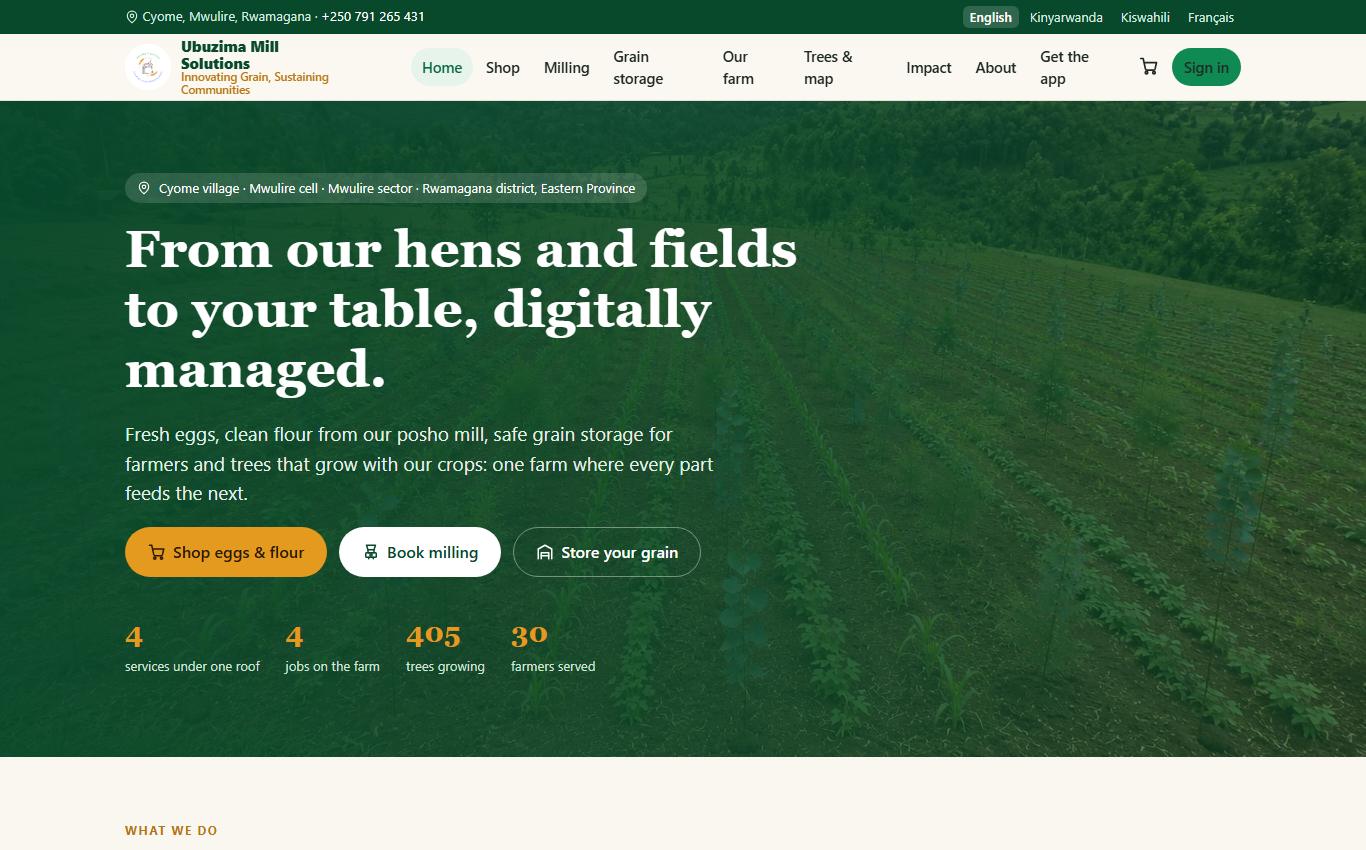 Cyome, Mwulire, Rwamagana · +250 791 265 431
English Kinyarwanda Kiswahili Français
Ubuzima Mill
Solutions
Innovating Grain, Sustaining
Communities
Home
Shop
Milling
Grain
storage
Our
farm
Trees &
map
Impact
About
Get the
app
Sign in
Cyome village · Mwulire cell · Mwulire sector · Rwamagana district, Eastern Province
From our hens and fields
to your table, digitally
managed.
Fresh eggs, clean flour from our posho mill, safe grain storage for
farmers and trees that grow with our crops: one farm where every part
feeds the next.
Shop eggs & flour
Book milling
Store your grain
4
services under one roof
4
jobs on the farm
405
trees growing
30
farmers served
WHAT WE DO